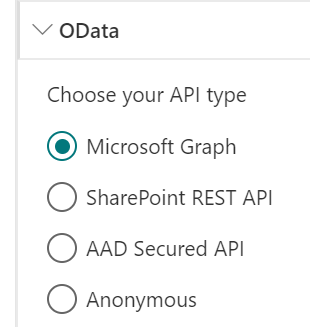 OData
Choose your API type
Microsoft Graph
SharePoint REST API
AAD Secured API
Anonymous